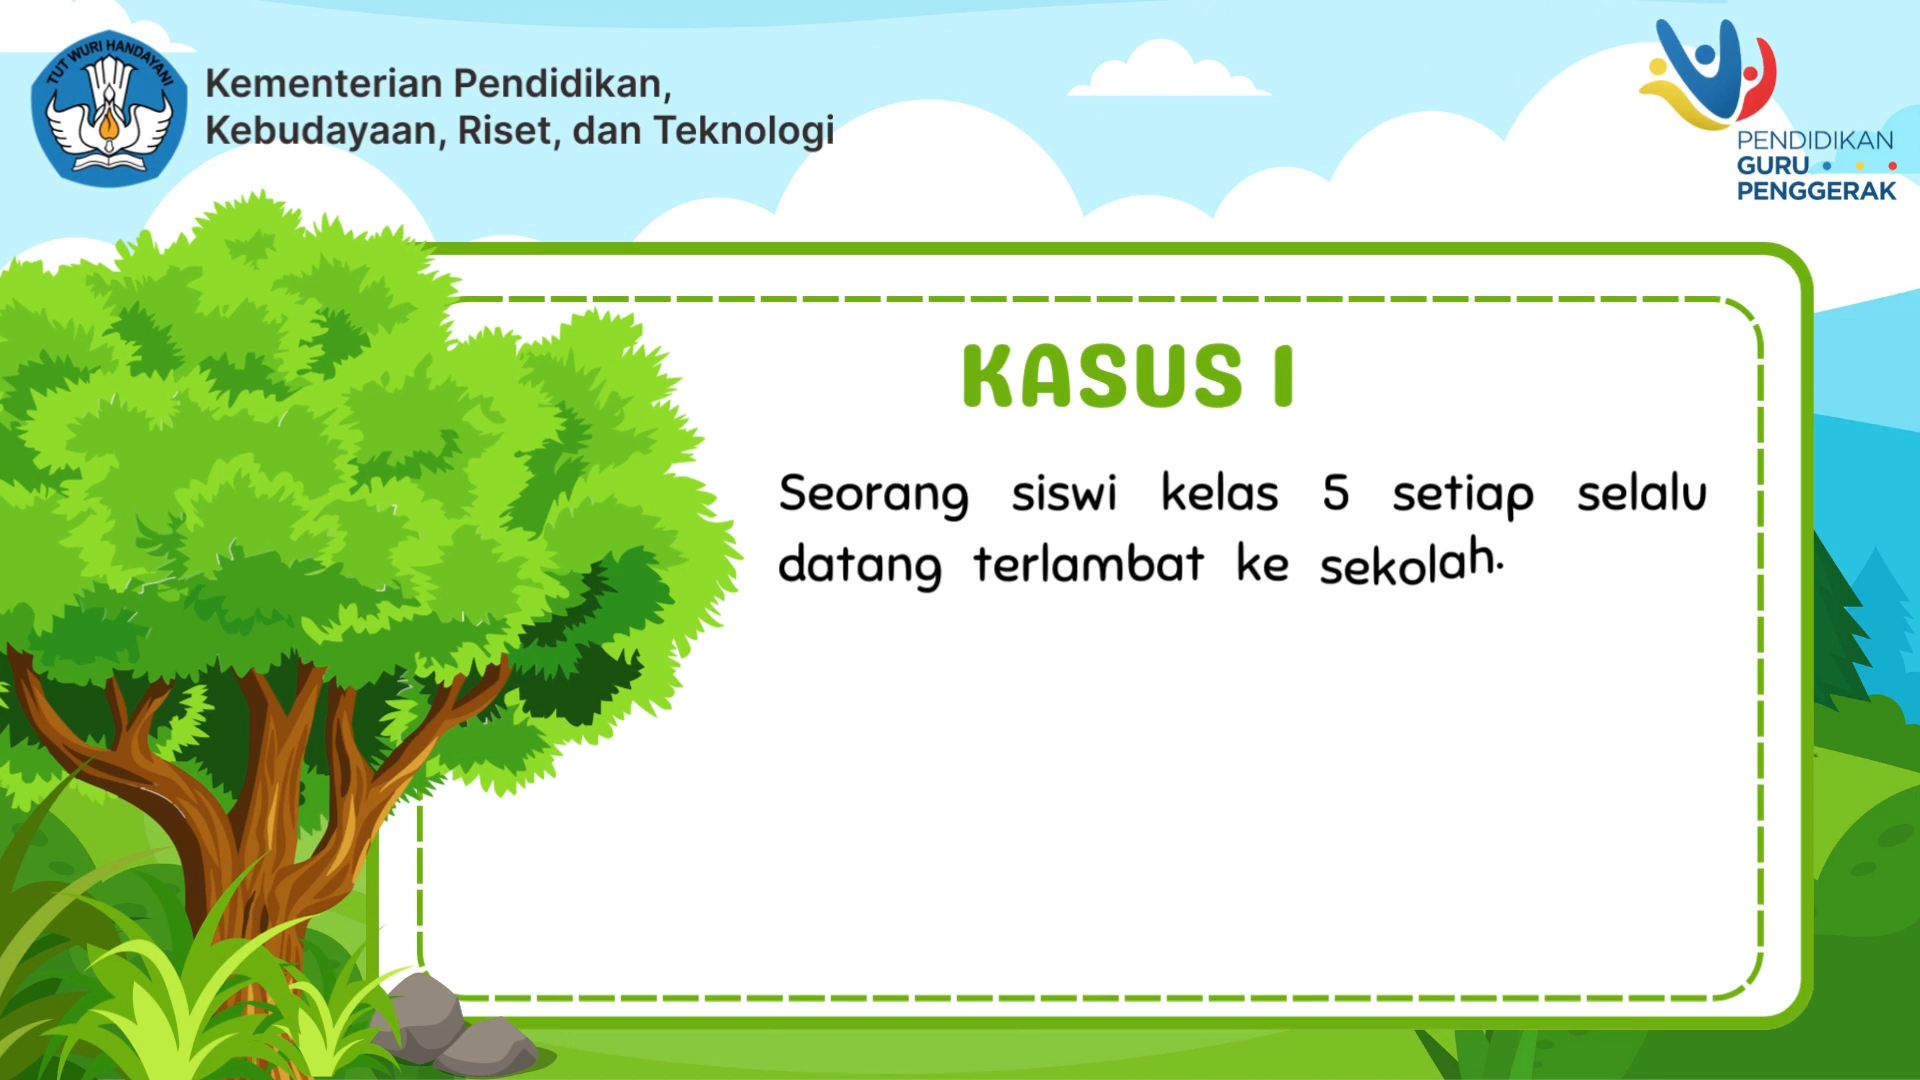 TUT WURI HANDAYANI
Kementerian Pendidikan,
Kebudayaan, Riset, dan Teknologi
PENDIDIKAN
GURU
PENGGERAK
KASUS I
Seorang siswi kelas 5 setiap selalu
datang terlambat ke sekolah.